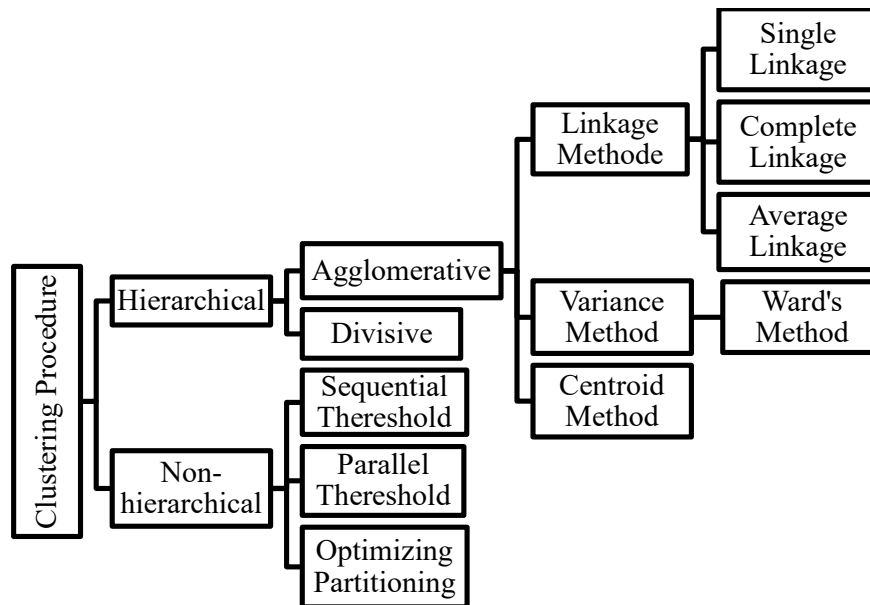 Clustering Procedure
Hierarchical
Agglomerative
Linkage
Methode
Single
Linkage
Complete
Linkage
Average
Linkage
Variance
Method
Ward's
Method
Centroid
Method
Divisive
Non-
hierarchical
Sequential
Thereshold
Parallel
Thereshold
Optimizing
Partitioning